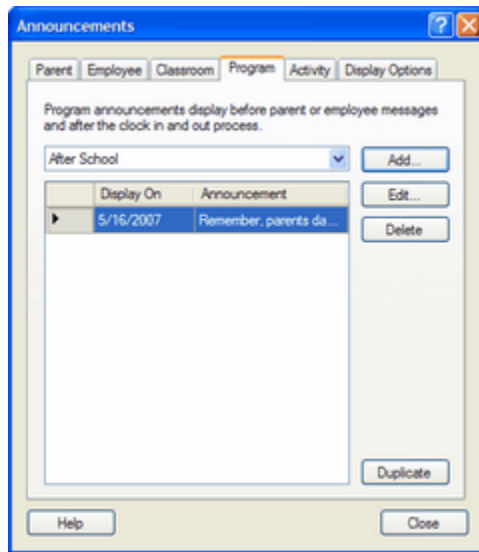 Announcements
Parent Employee Classroom Program Activity Display Options
Program announcements display before parent or employee messages
and after the clock in and out process.
After School
Add...
Display On Announcement
Edit...
5/16/2007 Remember, parents da...
Delete
Duplicate
Help Close